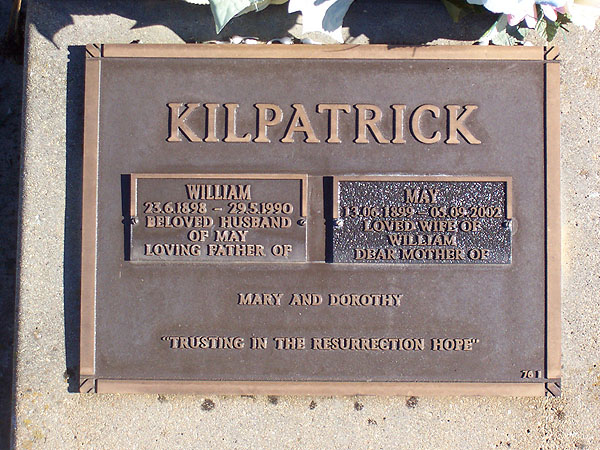 KILPATRICK
WILLIAM
23.6.1898 - 29.5.1990
BELOVED HUSBAND
OF MAY
LOVING FATHER OF
MAY
13.06.1899 - 05.09.2002
LOVED WIFE OF
WILLIAM
DEAR MOTHER OF
MARY AND DOROTHY
"TRUSTING IN THE RESURRECTION HOPE"
761